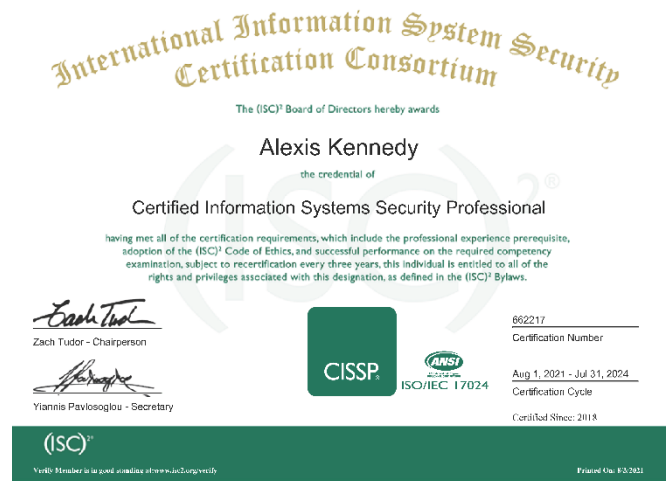 International Information System Security
Certification Consortium
The (ISC)² Board of Directors hereby awards
Alexis Kennedy
the credential of
Certified Information Systems Security Professional
having met all of the certification requirements, which include the professional experience prerequisite,
adoption of the (ISC)² Code of Ethics, and successful performance on the required competency
examination, subject to recertification every three years, this individual is entitled to all of the
rights and privileges associated with this designation, as defined in the (ISC)² Bylaws.
(ISC)²®
Zach Tudor - Chairperson
Yiannis Pavlosoglou - Secretary
CISSP®
ANSI
ISO/IEC 17024
662217
Certification Number
Aug 1, 2021 - Jul 31, 2024
Certification Cycle
Certified Since: 2018
(ISC)²®
Verify Member is in good standing at:www.isc2.org/verify
Printed On: 8/3/2021